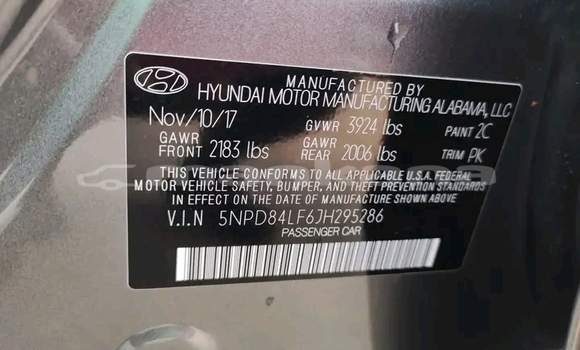 MANUFACTURED BY
HYUNDAI MOTOR MANUFACTURING ALABAMA, LLC
Nov/10/17 GVWR 3924 lbs PAINT 2C
GAWR FRONT 2183 lbs GAWR REAR 2006 lbs TRIM PK
THIS VEHICLE CONFORMS TO ALL APPLICABLE U.S.A. FEDERAL
MOTOR VEHICLE SAFETY, BUMPER, AND THEFT PREVENTION STANDARDS
IN EFFECT ON THE DATE OF MANUFACTURE SHOWN ABOVE
V.I.N 5NPD84LF6JH295286
PASSENGER CAR